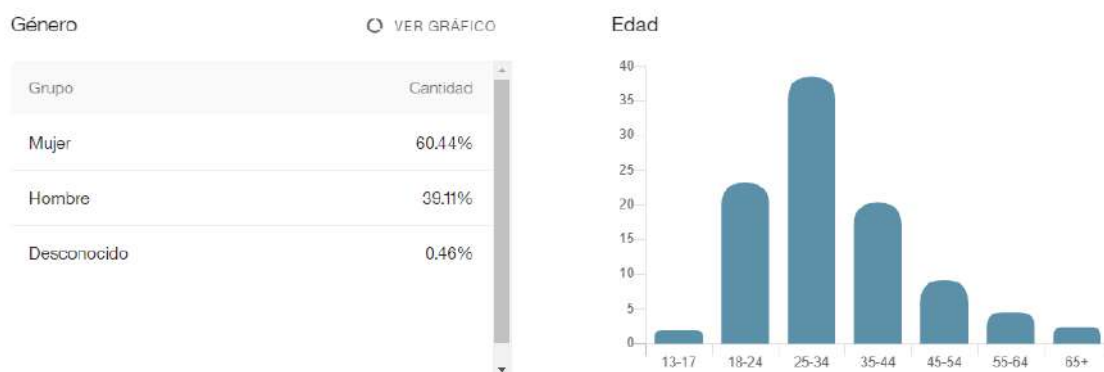 Género VER GRÁFICO
Grupo Cantidad
Mujer 60.44%
Hombre 39.11%
Desconocido 0.46%
Edad
40
35
30
25
20
15
10
5
0
13-17 18-24 25-34 35-44 45-54 55-64 65+